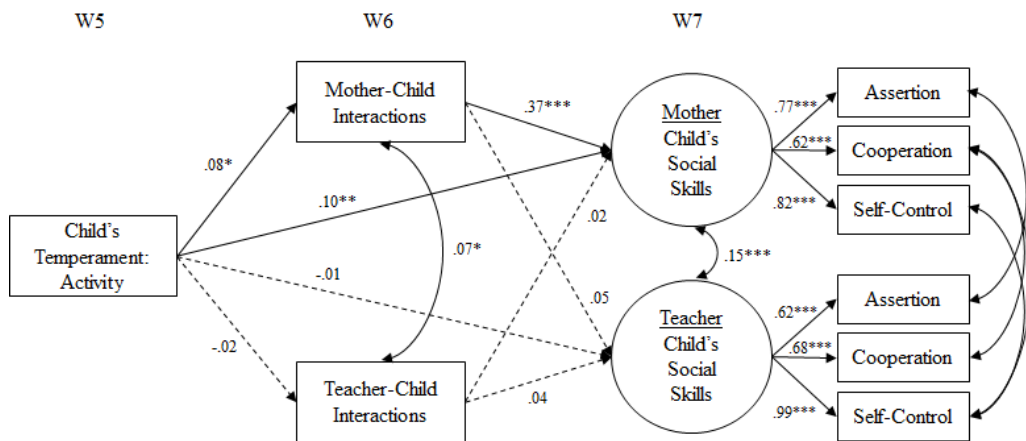 W5
W6
W7
Mother-Child
Interactions
.37***
Mother
Child's
Social
Skills
.77***
.62***
.82***
Assertion
Cooperation
Self-Control
.08*
.10**
.02
Child's
Temperament:
Activity
.07*
-.01
.15***
.05
-.02
Teacher-Child
Interactions
.04
Teacher
Child's
Social
Skills
.62***
.68***
.99***
Assertion
Cooperation
Self-Control